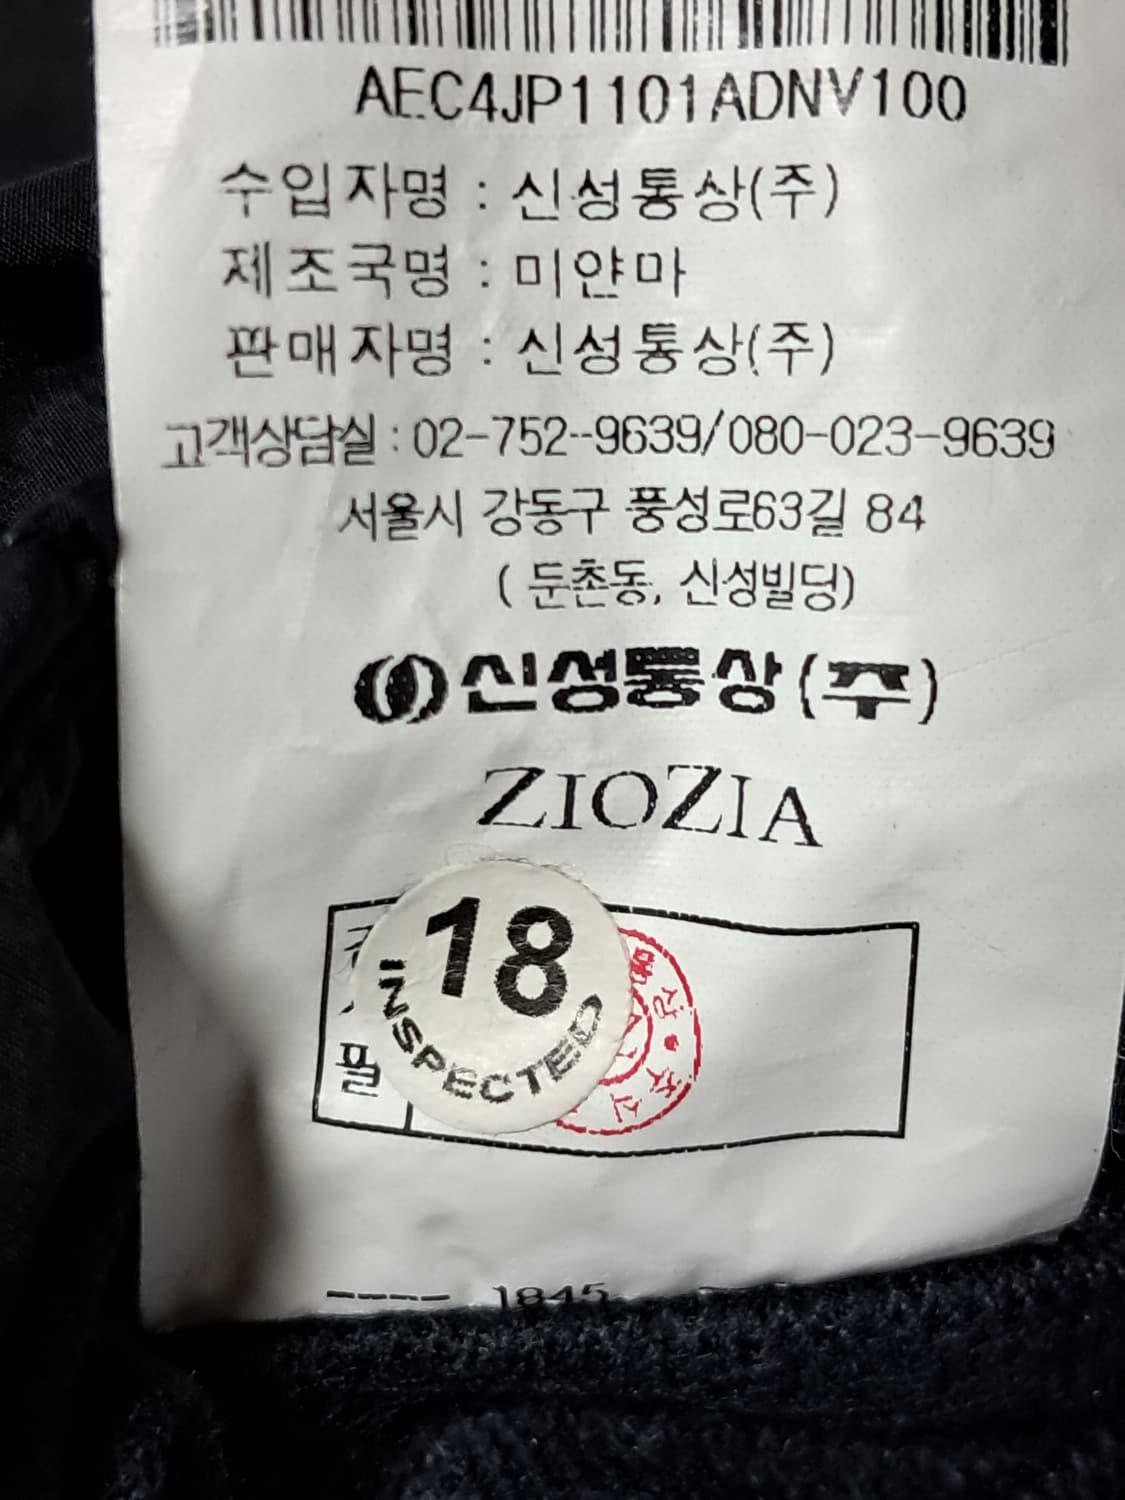 AEC4JP1101ADNV100
수입자명 : 신성통상(주)
제조국명 : 미얀마
판매자명 : 신성통상(주)
고객상담실 : 02-752-9639/080-023-9639
서울시 강동구 풍성로63길 84
( 둔촌동, 신성빌딩)
신성통상(주)
ZIOZIA
18
INSPECTED
필
---- 1845